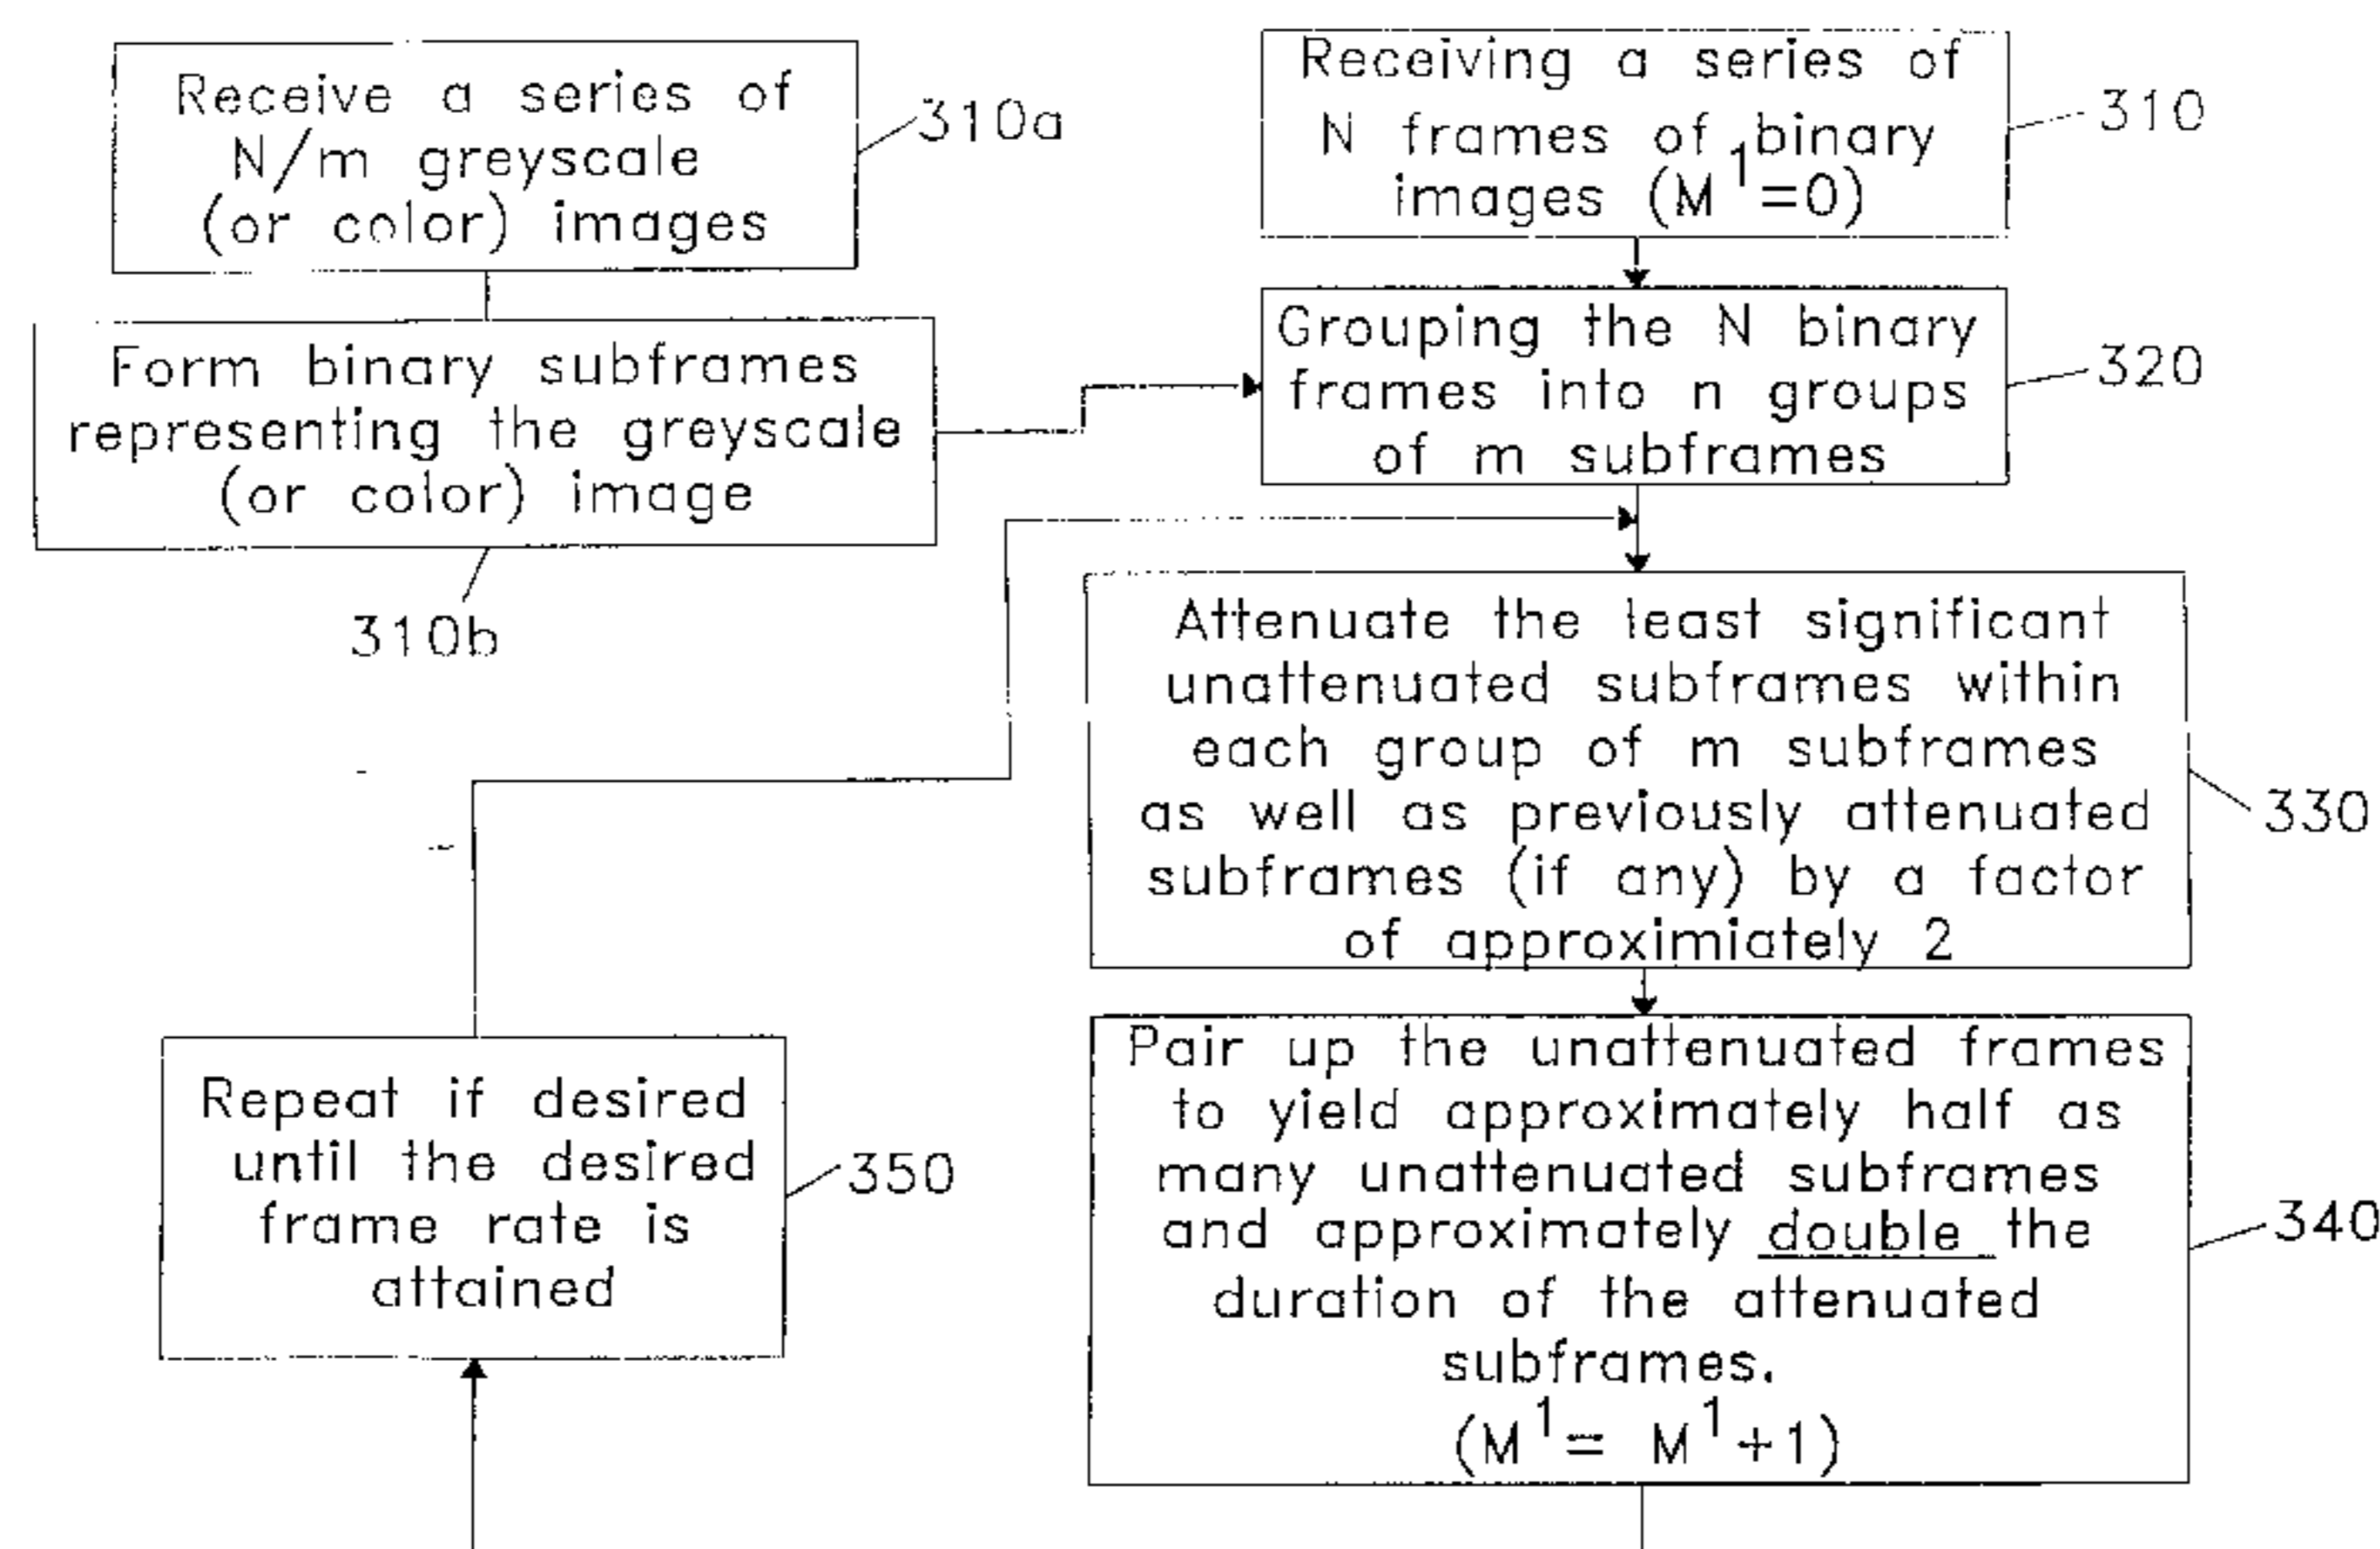 Receive a series of
N/m greyscale
(or color) images
310a
Form binary subframes
representing the greyscale
(or color) image
310b
Receiving a series of
N frames of binary
images (M¹=0)
310
Grouping the N binary
frames into n groups
of m subframes
320
Attenuate the least significant
unattenuated subframes within
each group of m subframes
as well as previously attenuated
subframes (if any) by a factor
of approximiately 2
330
Pair up the unattenuated frames
to yield approximately half as
many unattenuated subframes
and approximately double the
duration of the attenuated
subframes.
(M¹= M¹+1)
340
Repeat if desired
until the desired
frame rate is
attained
350